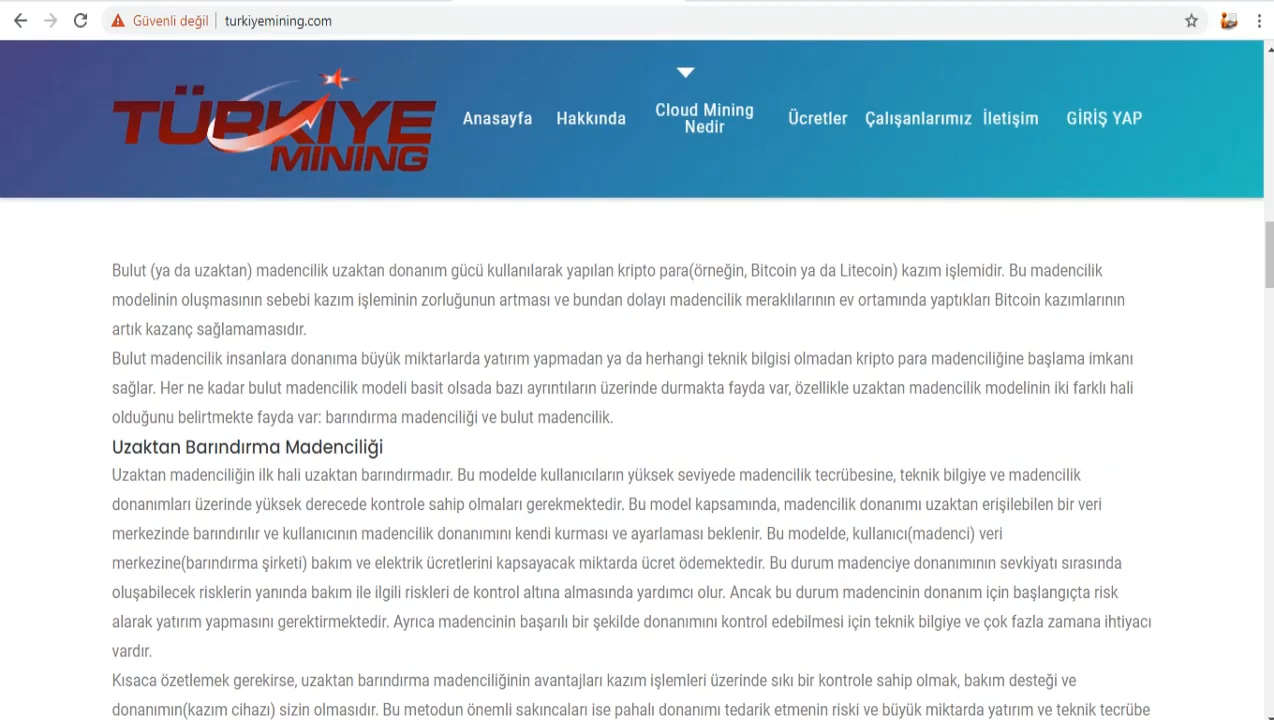 Güvenli değil
turkiyemining.com
TÜRKİYE
MINING
Anasayfa
Hakkında
Cloud Mining
Nedir
Ücretler
Çalışanlarımız
İletişim
GİRİŞ YAP
Bulut (ya da uzaktan) madencilik uzaktan donanım gücü kullanılarak yapılan kripto para(örneğin, Bitcoin ya da Litecoin) kazım işlemidir. Bu madencilik
modelinin oluşmasının sebebi kazım işleminin zorluğunun artması ve bundan dolayı madencilik meraklılarının ev ortamında yaptıkları Bitcoin kazımlarının
artık kazanç sağlamamasıdır.
Bulut madencilik insanlara donanıma büyük miktarlarda yatırım yapmadan ya da herhangi teknik bilgisi olmadan kripto para madenciliğine başlama imkanı
sağlar. Her ne kadar bulut madencilik modeli basit olsada bazı ayrıntıların üzerinde durmakta fayda var, özellikle uzaktan madencilik modelinin iki farklı hali
olduğunu belirtmekte fayda var: barındırma madenciliği ve bulut madencilik.
Uzaktan Barındırma Madenciliği
Uzaktan madenciliğin ilk hali uzaktan barındırmadır. Bu modelde kullanıcıların yüksek seviyede madencilik tecrübesine, teknik bilgiye ve madencilik
donanımları üzerinde yüksek derecede kontrole sahip olmaları gerekmektedir. Bu model kapsamında, madencilik donanımı uzaktan erişilebilen bir veri
merkezinde barındırılır ve kullanıcının madencilik donanımını kendi kurması ve ayarlaması beklenir. Bu modelde, kullanıcı(madenci) veri
merkezine(barındırma şirketi) bakım ve elektrik ücretlerini kapsayacak miktarda ücret ödemektedir. Bu durum madenciye donanımının sevkiyatı sırasında
oluşabilecek risklerin yanında bakım ile ilgili riskleri de kontrol altına almasında yardımcı olur. Ancak bu durum madencinin donanım için başlangıçta risk
alarak yatırım yapmasını gerektirmektedir. Ayrıca madencinin başarılı bir şekilde donanımını kontrol edebilmesi için teknik bilgiye ve çok fazla zamana ihtiyacı
vardır.
Kısaca özetlemek gerekirse, uzaktan barındırma madenciliğinin avantajları kazım işlemleri üzerinde sıkı bir kontrole sahip olmak, bakım desteği ve
donanımın(kazım cihazı) sizin olmasıdır. Bu metodun önemli sakıncaları ise pahalı donanımı tedarik etmenin riski ve büyük miktarda yatırım ve teknik tecrübe